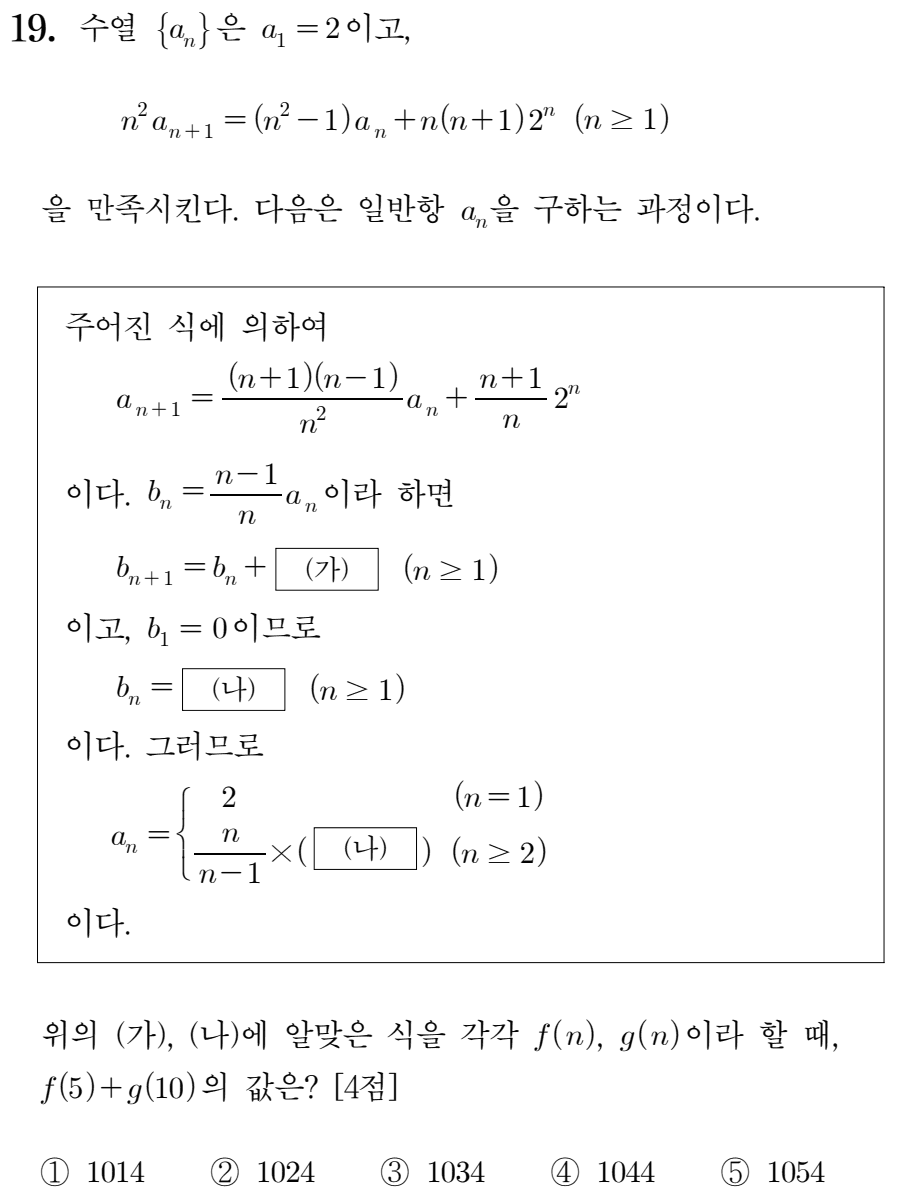 19. 수열 {aₙ}은 a₁ = 2이고,
n²aₙ₊₁ = (n²−1)aₙ + n(n+1)2ⁿ (n ≥ 1)
을 만족시킨다. 다음은 일반항 aₙ을 구하는 과정이다.
주어진 식에 의하여
aₙ₊₁ = (n+1)(n−1)/n² aₙ + (n+1)/n 2ⁿ
이다. bₙ = (n−1)/n aₙ이라 하면
bₙ₊₁ = bₙ + (가) (n ≥ 1)
이고, b₁ = 0이므로
bₙ = (나) (n ≥ 1)
이다. 그러므로
aₙ = { 2 (n=1)
n/(n−1) × ( (나) ) (n ≥ 2)
이다.
위의 (가), (나)에 알맞은 식을 각각 f(n), g(n)이라 할 때,
f(5)+g(10)의 값은? [4점]
① 1014 ② 1024 ③ 1034 ④ 1044 ⑤ 1054